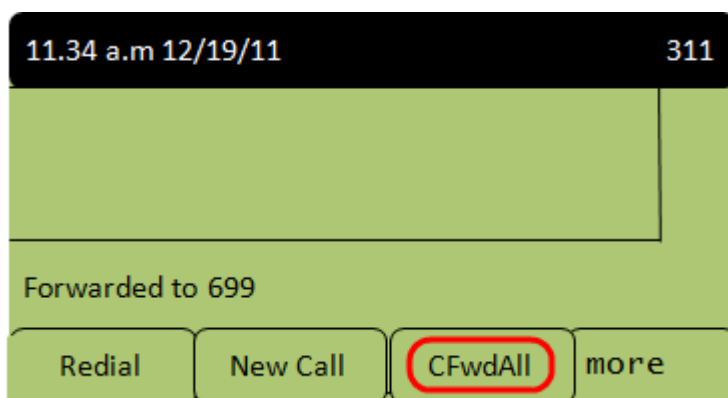 11.34 a.m 12/19/11 311
Forwarded to 699
Redial New Call CFwdAll more